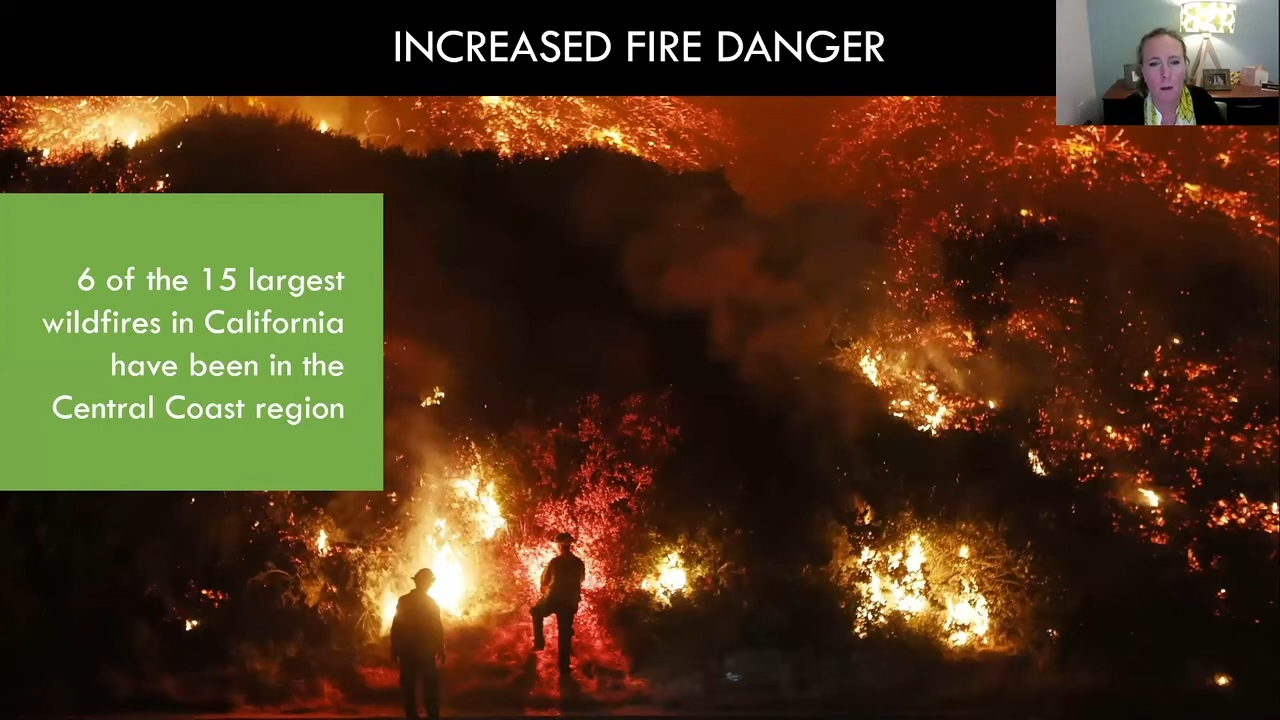 INCREASED FIRE DANGER
6 of the 15 largest
wildfires in California
have been in the
Central Coast region